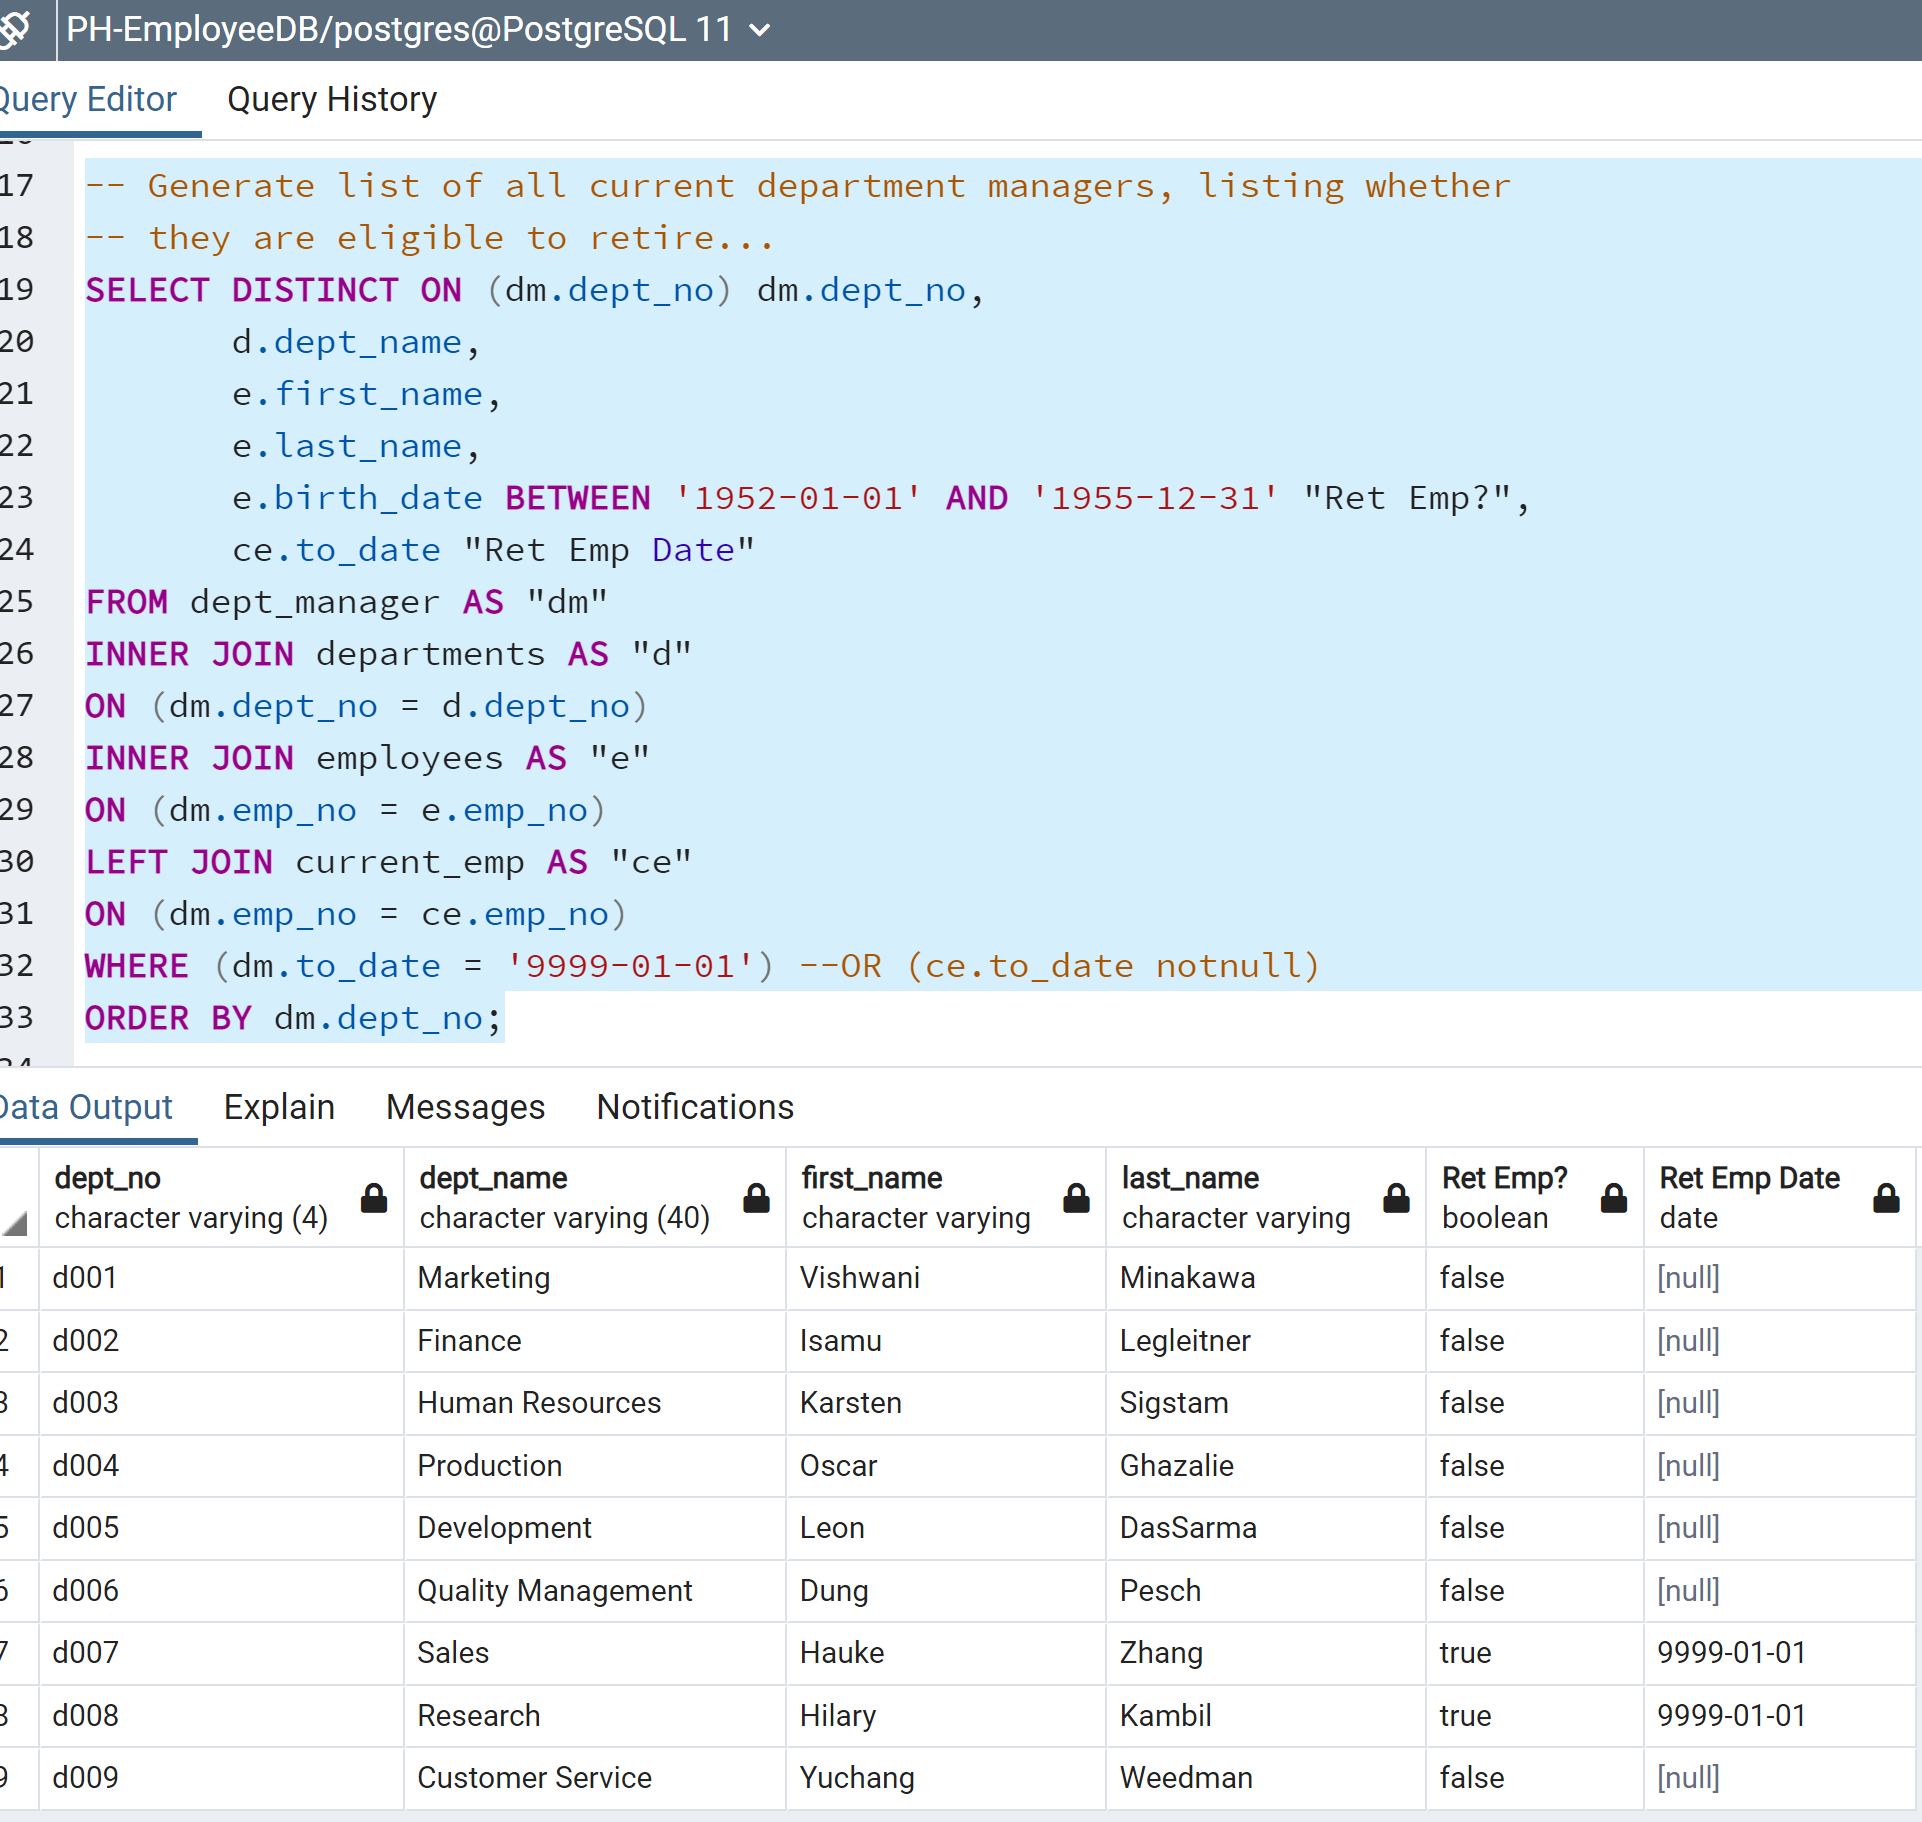 PH-EmployeeDB/postgres@PostgreSQL 11
Query Editor Query History
17 -- Generate list of all current department managers, listing whether
18 -- they are eligible to retire...
19 SELECT DISTINCT ON (dm.dept_no) dm.dept_no,
20 d.dept_name,
21 e.first_name,
22 e.last_name,
23 e.birth_date BETWEEN '1952-01-01' AND '1955-12-31' "Ret Emp?",
24 ce.to_date "Ret Emp Date"
25 FROM dept_manager AS "dm"
26 INNER JOIN departments AS "d"
27 ON (dm.dept_no = d.dept_no)
28 INNER JOIN employees AS "e"
29 ON (dm.emp_no = e.emp_no)
30 LEFT JOIN current_emp AS "ce"
31 ON (dm.emp_no = ce.emp_no)
32 WHERE (dm.to_date = '9999-01-01') --OR (ce.to_date notnull)
33 ORDER BY dm.dept_no;
Data Output Explain Messages Notifications
dept_no dept_name first_name last_name Ret Emp? Ret Emp Date
character varying (4) character varying (40) character varying character varying boolean date
1 d001 Marketing Vishwani Minakawa false [null]
2 d002 Finance Isamu Legleitner false [null]
3 d003 Human Resources Karsten Sigstam false [null]
4 d004 Production Oscar Ghazalie false [null]
5 d005 Development Leon DasSarma false [null]
6 d006 Quality Management Dung Pesch false [null]
7 d007 Sales Hauke Zhang true 9999-01-01
8 d008 Research Hilary Kambil true 9999-01-01
9 d009 Customer Service Yuchang Weedman false [null]